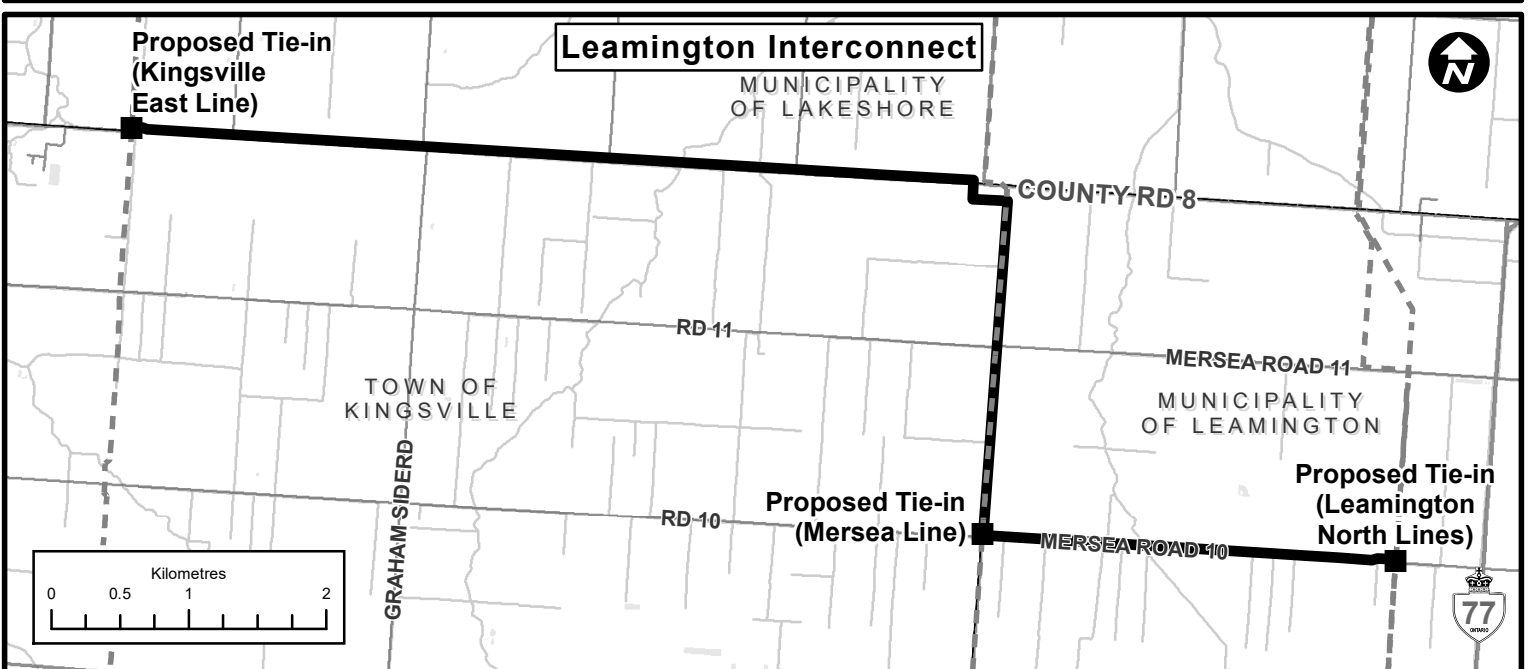 Leamington Interconnect
Proposed Tie-in
(Kingsville
East Line)
MUNICIPALITY
OF LAKESHORE
N
COUNTY RD 8
RD 11
MERSEA ROAD 11
TOWN OF
KINGSVILLE
MUNICIPALITY
OF LEAMINGTON
GRAHAM SIDERD
RD 10
Proposed Tie-in
(Mersea Line)
MERSEA ROAD 10
Proposed Tie-in
(Leamington
North Lines)
Kilometres
0 0.5 1 2
77
ONTARIO